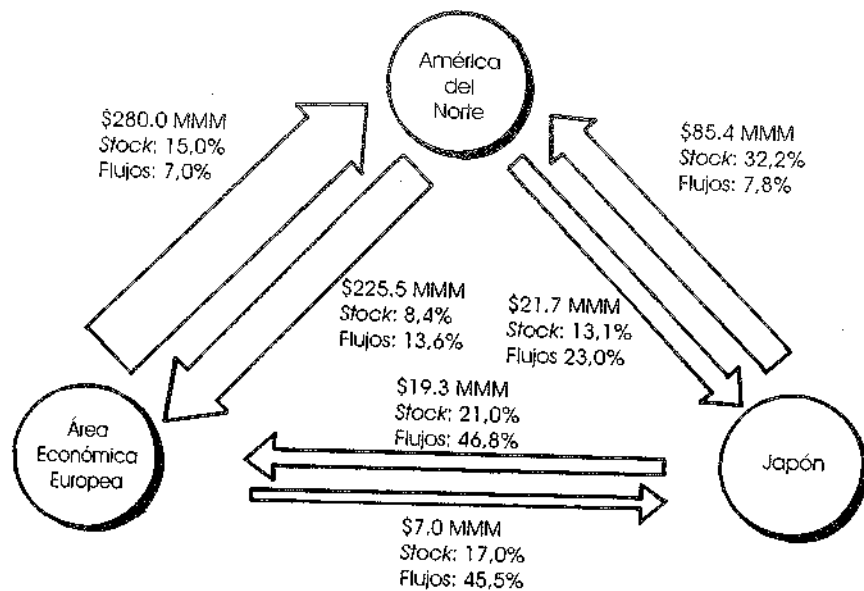 América
del
Norte
$280.0 MMM
Stock: 15,0%
Flujos: 7,0%
$85.4 MMM
Stock: 32,2%
Flujos: 7,8%
$225.5 MMM
Stock: 8,4%
Flujos: 13,6%
$21.7 MMM
Stock: 13,1%
Flujos 23,0%
$19.3 MMM
Stock: 21,0%
Flujos: 46,8%
Área
Económica
Europea
Japón
$7.0 MMM
Stock: 17,0%
Flujos: 45,5%